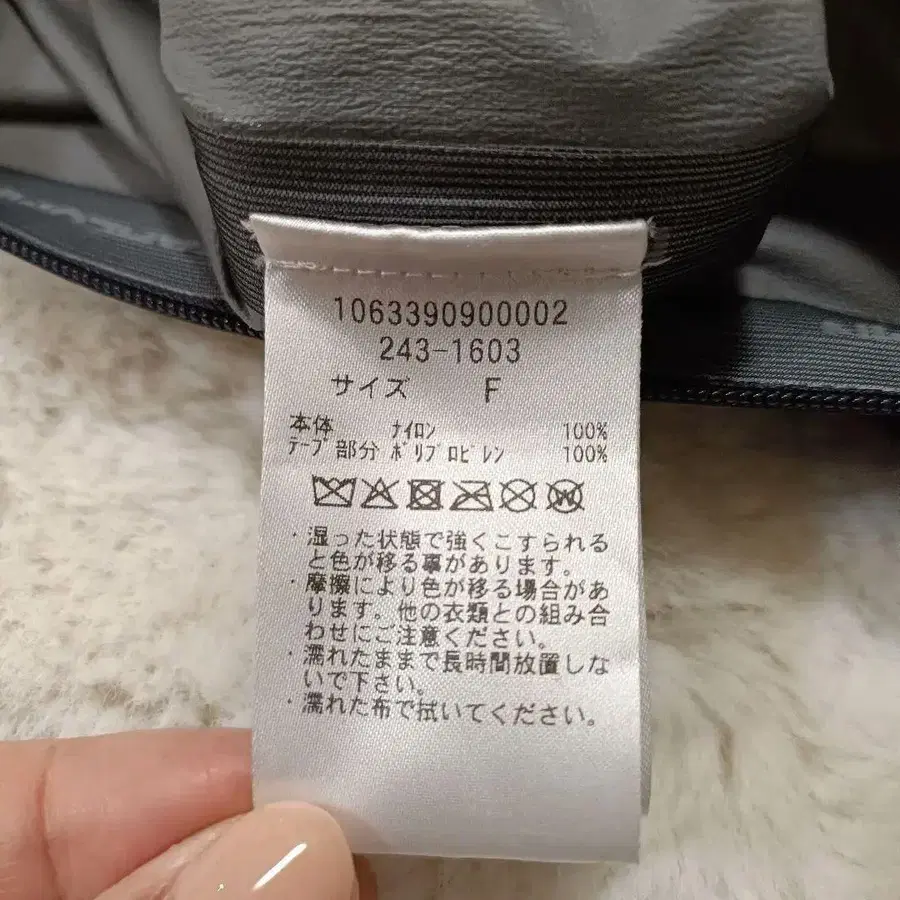 1063390900002
243-1603
サイズ F
本体 ナイロン 100%
テープ部分 ポリプロピレン 100%
・湿った状態で強くこすられる
と色が移る事があります。
・摩擦により色が移る場合があ
ります。他の衣類との組み合
わせにご注意ください。
・濡れたままで長時間放置しな
いで下さい。
・濡れた布で拭いてください。